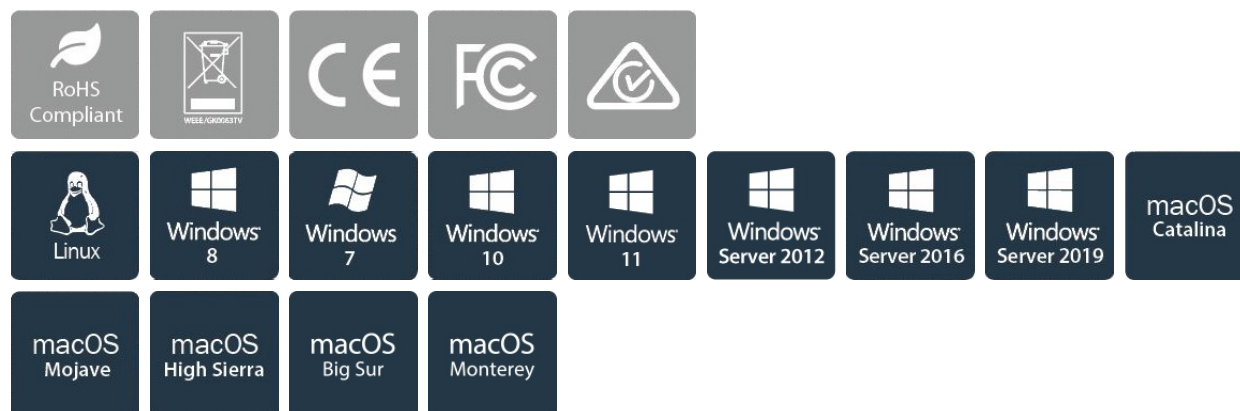 RoHS
Compliant
WEEE/GK0063TV
CE
FC
Linux
Windows
8
Windows
7
Windows
10
Windows
11
Windows
Server 2012
Windows
Server 2016
Windows
Server 2019
macOS
Catalina
macOS
Mojave
macOS
High Sierra
macOS
Big Sur
macOS
Monterey